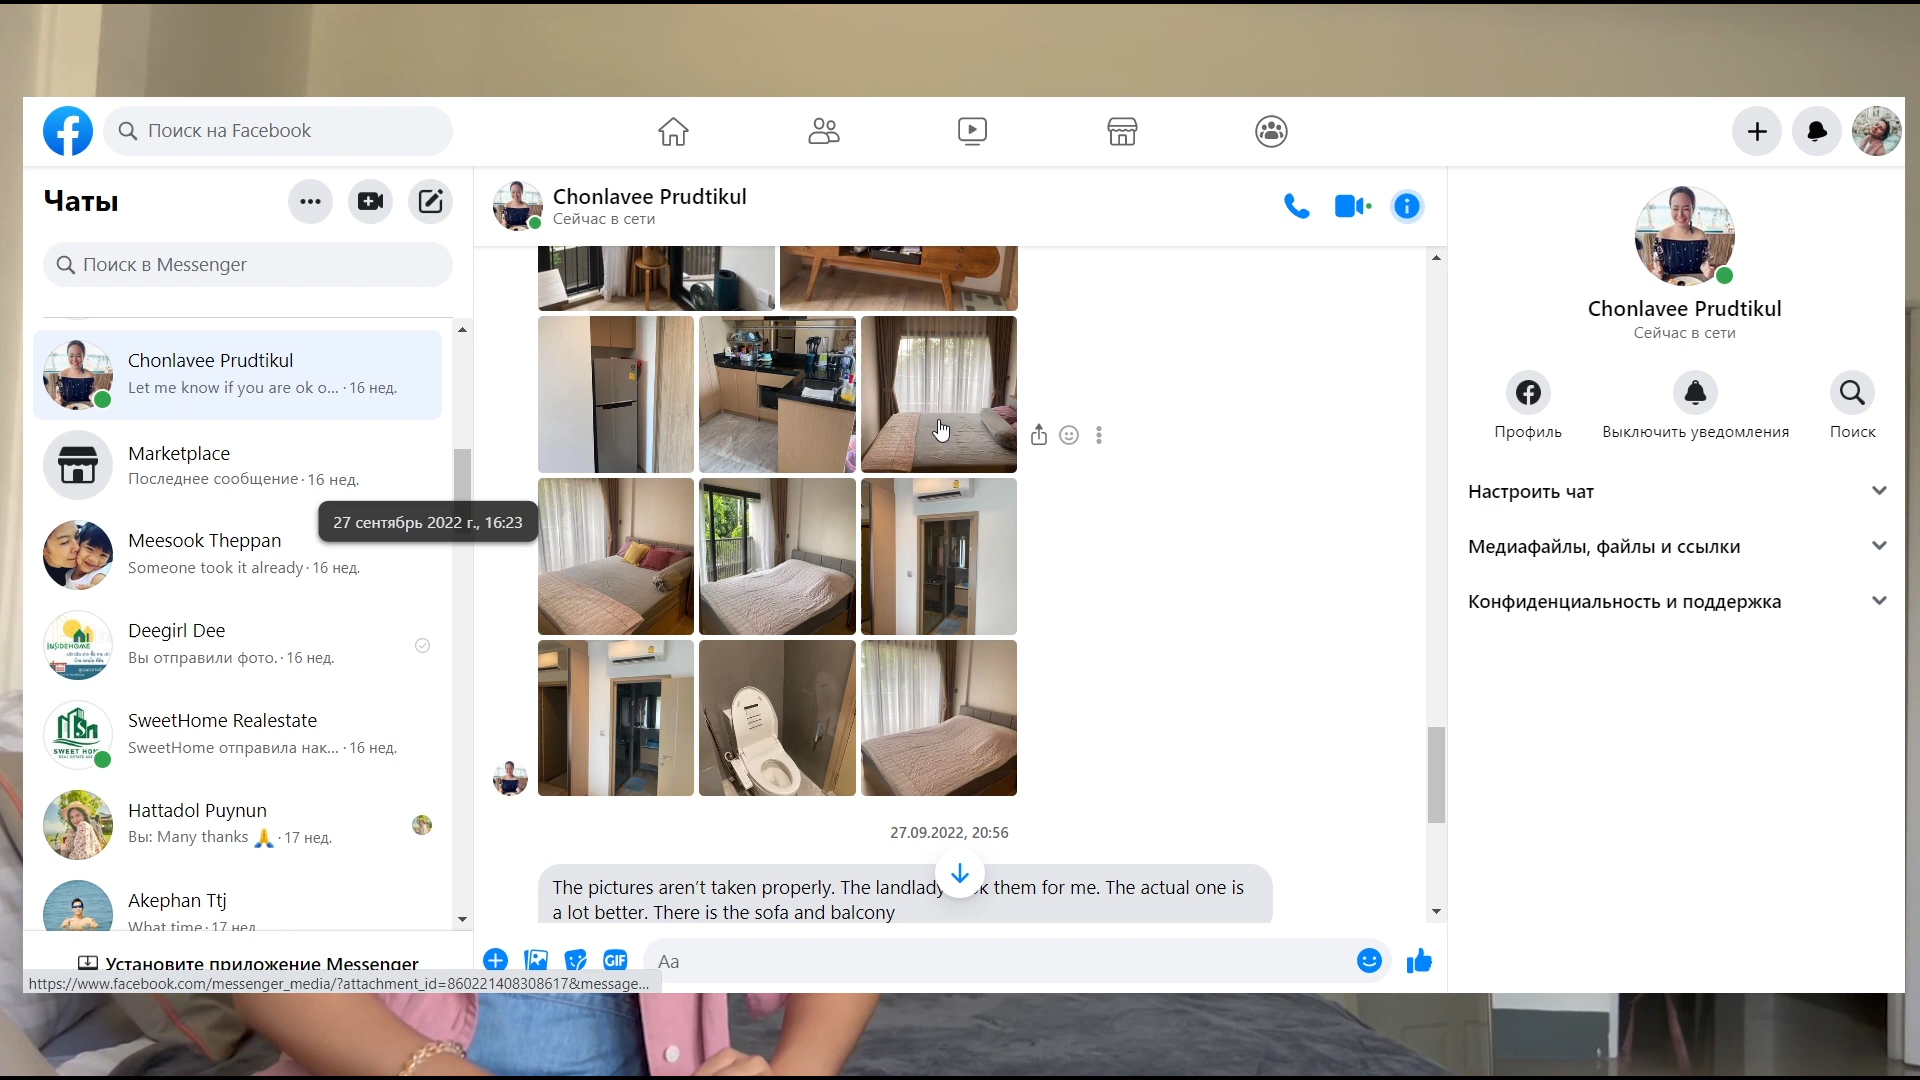 Поиск на Facebook
Чаты
Поиск в Messenger
Chonlavee Prudtikul
Let me know if you are ok o... · 16 нед.
Marketplace
Последнее сообщение · 16 нед.
27 сентябрь 2022 г., 16:23
Meesook Theppan
Someone took it already · 16 нед.
INSIDEHOME
Deegirl Dee
Вы отправили фото. · 16 нед.
SweetHome Realestate
SweetHome отправила нак... · 16 нед.
Hattadol Puynun
Вы: Many thanks 🙏 · 17 нед.
Akephan Ttj
What time · 17 нед.
Установите приложение Messenger
https://www.facebook.com/messenger_media/?attachment_id=860221408308617&message...
Chonlavee Prudtikul
Сейчас в сети
27.09.2022, 20:56
The pictures aren't taken properly. The landlady them for me. The actual one is
a lot better. There is the sofa and balcony
GIF
Aa
Chonlavee Prudtikul
Сейчас в сети
Профиль
Выключить уведомления
Поиск
Настроить чат
Медиафайлы, файлы и ссылки
Конфиденциальность и поддержка